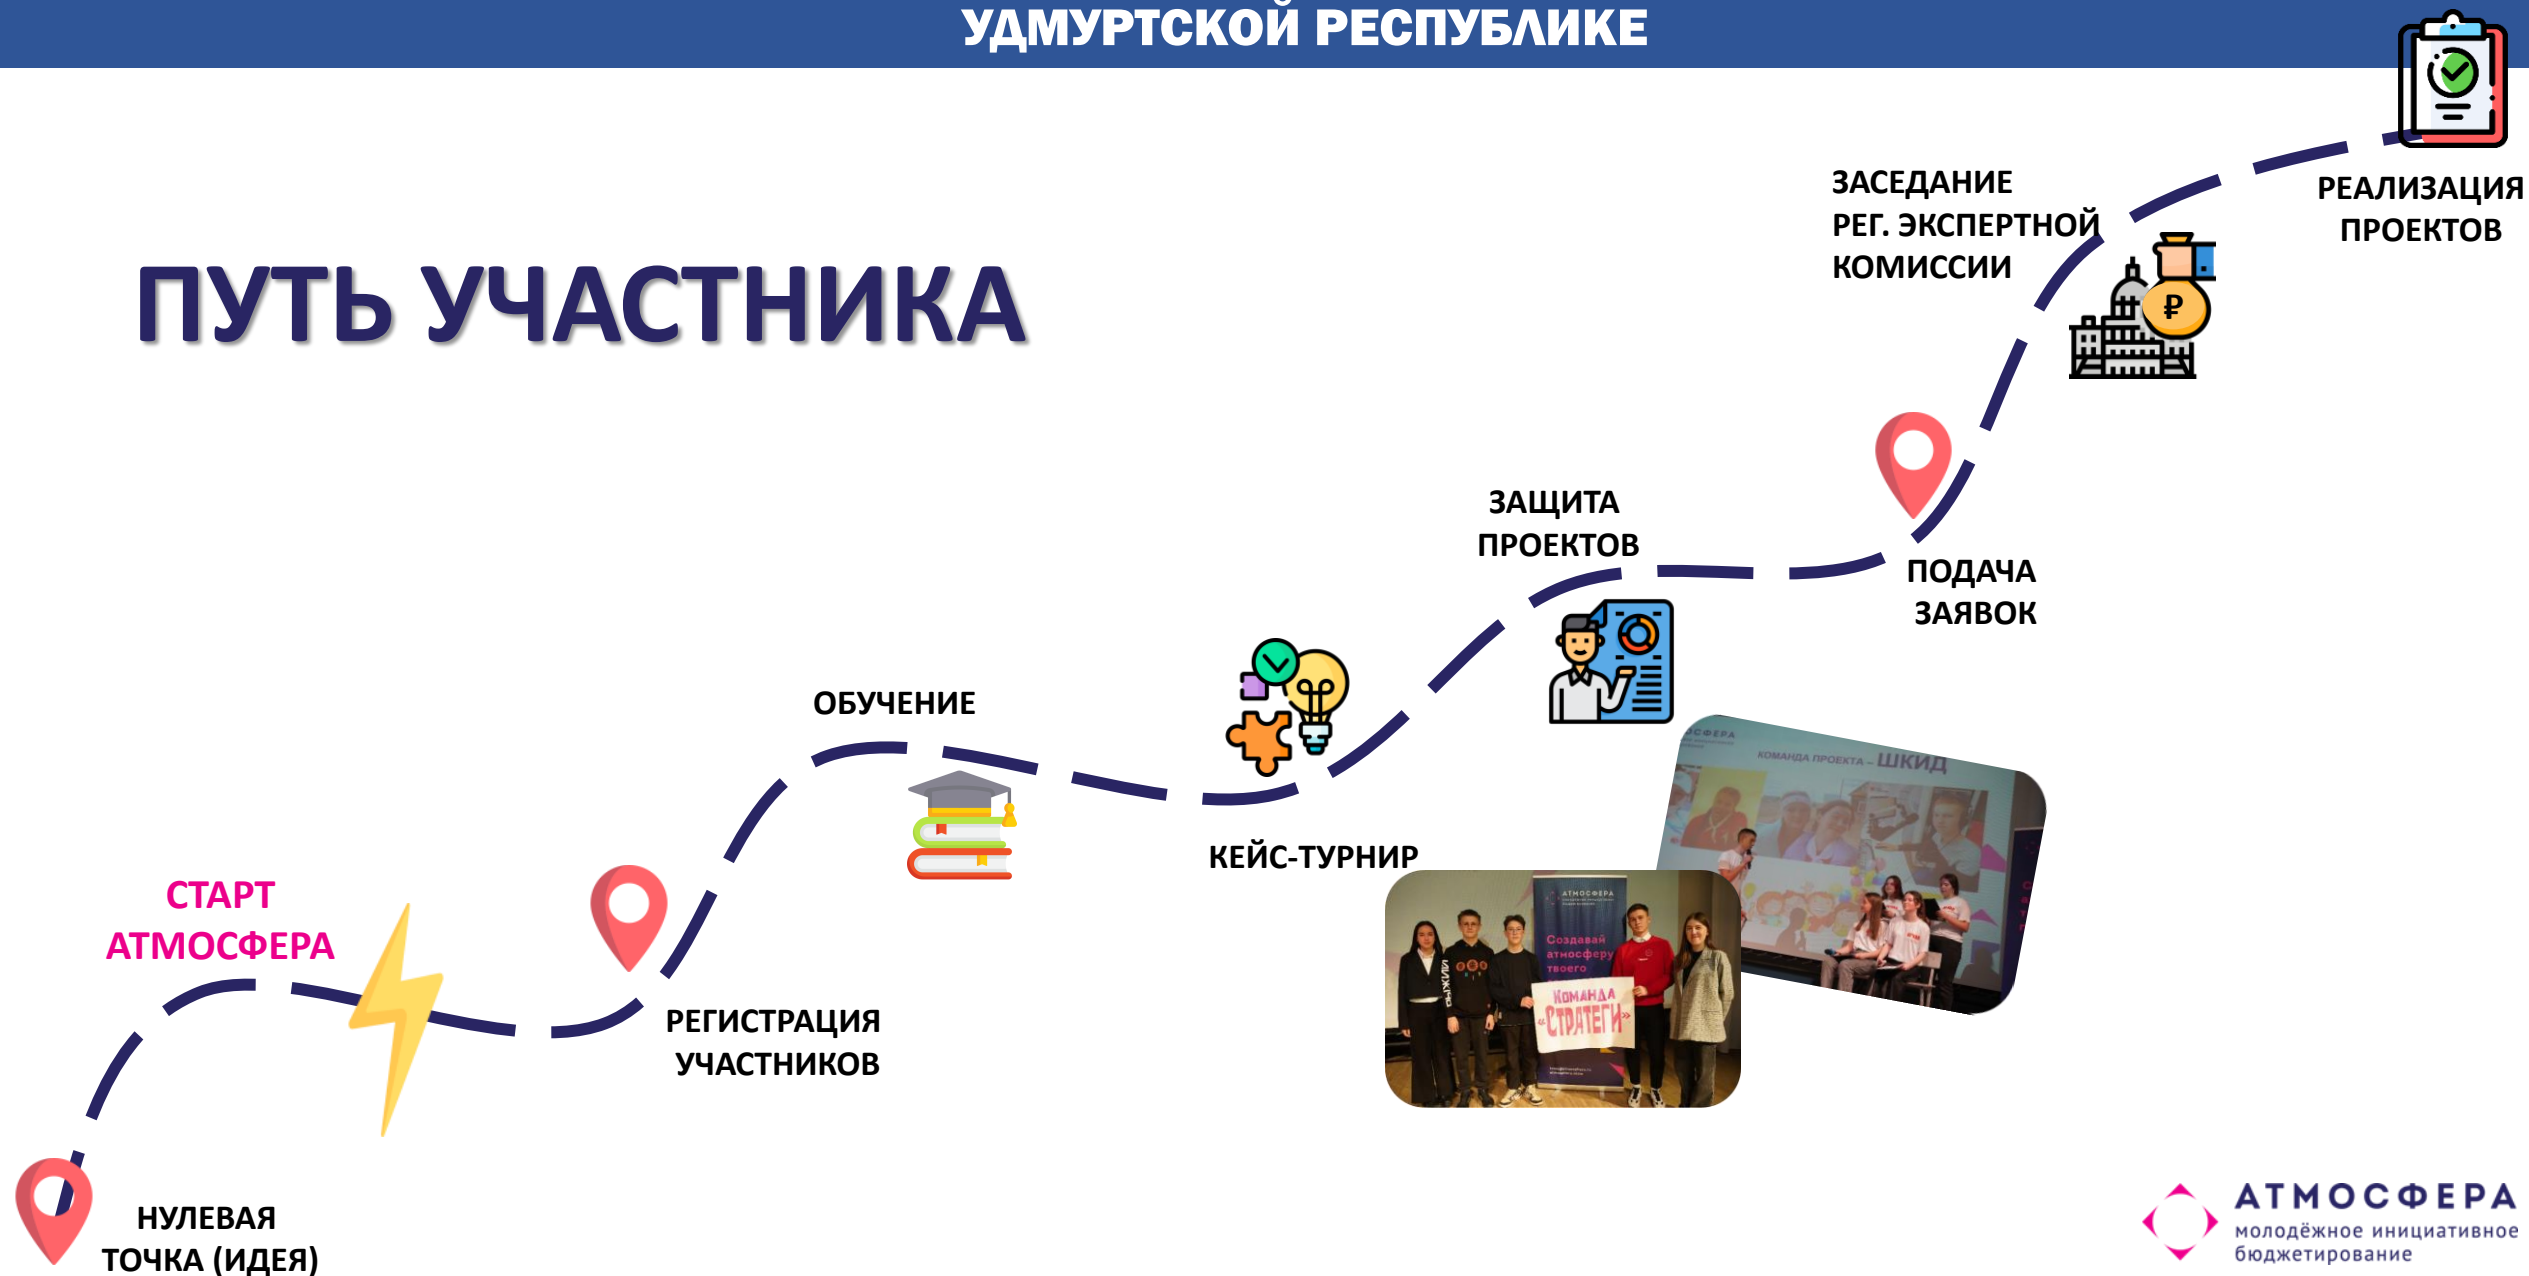 УДМУРТСКОЙ РЕСПУБЛИКЕ
ПУТЬ УЧАСТНИКА
НУЛЕВАЯ
ТОЧКА (ИДЕЯ)
СТАРТ
АТМОСФЕРА
РЕГИСТРАЦИЯ
УЧАСТНИКОВ
ОБУЧЕНИЕ
КЕЙС-ТУРНИР
ЗАЩИТА
ПРОЕКТОВ
ПОДАЧА
ЗАЯВОК
ЗАСЕДАНИЕ
РЕГ. ЭКСПЕРТНОЙ
КОМИССИИ
₽
РЕАЛИЗАЦИЯ
ПРОЕКТОВ
КОМАНДА ПРОЕКТА – ШКИД
АТМОСФЕРА
Создавай
атмосферу
твоего
КОМАНДА
«СТРАТЕГИ»
АТМОСФЕРА
молодёжное инициативное
бюджетирование